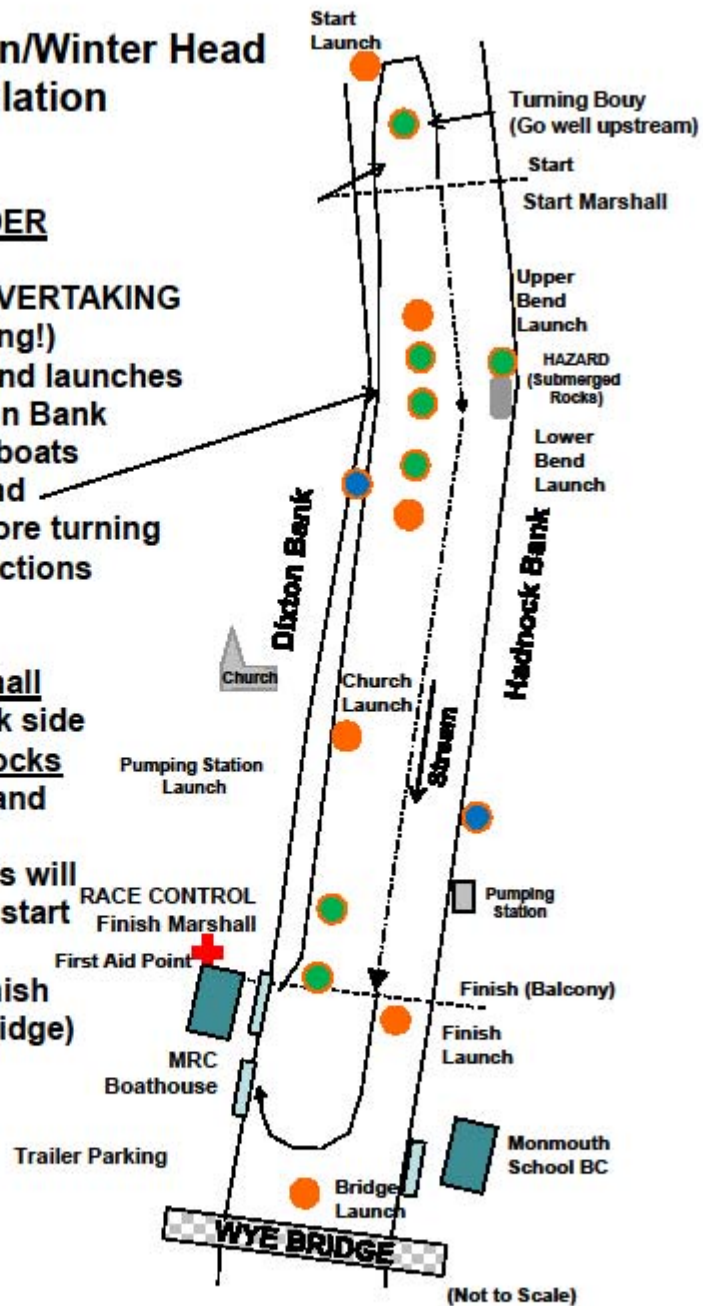 n/Winter Head
lation
DER
VERTAKING
ng!)
nd launches
n Bank
boats
nd
ore turning
ctions
nall
k side
ocks
and
s will
start
nish
ridge)
Start
Launch
Turning Bouy
(Go well upstream)
Start
Start Marshall
Upper
Bend
Launch
HAZARD
(Submerged
Rocks)
Lower
Bend
Launch
Dixton Bank
Hadnock Bank
Church
Church
Launch
Stream
Pumping Station
Launch
Pumping
Station
RACE CONTROL
Finish Marshall
First Aid Point
Finish (Balcony)
Finish
Launch
MRC
Boathouse
Trailer Parking
Monmouth
School BC
Bridge
Launch
WYE BRIDGE
(Not to Scale)